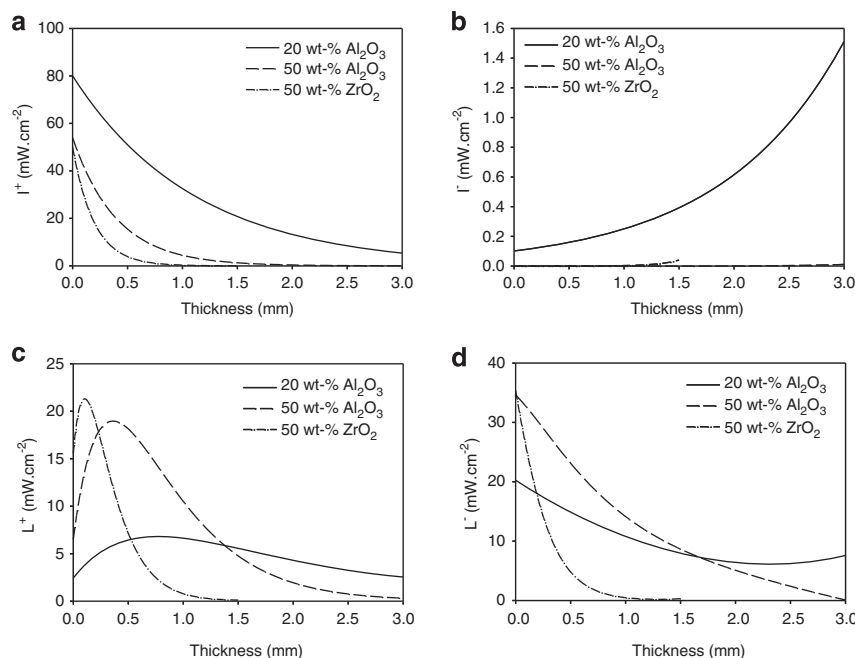 a
I⁺ (mW.cm⁻²)
100
80
60
40
20
0
20 wt-% Al₂O₃
50 wt-% Al₂O₃
50 wt-% ZrO₂
0.0 0.5 1.0 1.5 2.0 2.5 3.0
Thickness (mm)
b
I⁻ (mW.cm⁻²)
1.6
1.4
1.2
1.0
0.8
0.6
0.4
0.2
0.0
20 wt-% Al₂O₃
50 wt-% Al₂O₃
50 wt-% ZrO₂
0.0 0.5 1.0 1.5 2.0 2.5 3.0
Thickness (mm)
c
L⁺ (mW.cm⁻²)
25
20
15
10
5
0
20 wt-% Al₂O₃
50 wt-% Al₂O₃
50 wt-% ZrO₂
0.0 0.5 1.0 1.5 2.0 2.5 3.0
Thickness (mm)
d
L⁻ (mW.cm⁻²)
40
30
20
10
0
20 wt-% Al₂O₃
50 wt-% Al₂O₃
50 wt-% ZrO₂
0.0 0.5 1.0 1.5 2.0 2.5 3.0
Thickness (mm)